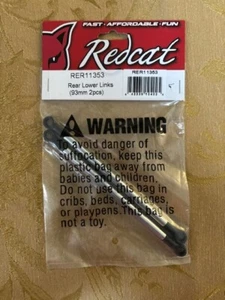 FAST • AFFORDABLE • FUN
Redcat
RER11353
RER11353
Rear Lower Links
(93mm 2pcs)
WARNING
To avoid danger of
suffocation, keep this
plastic bag away from
babies and children.
Do not use this bag in
cribs, beds, carriages,
or playpens. This bag is
not a toy.